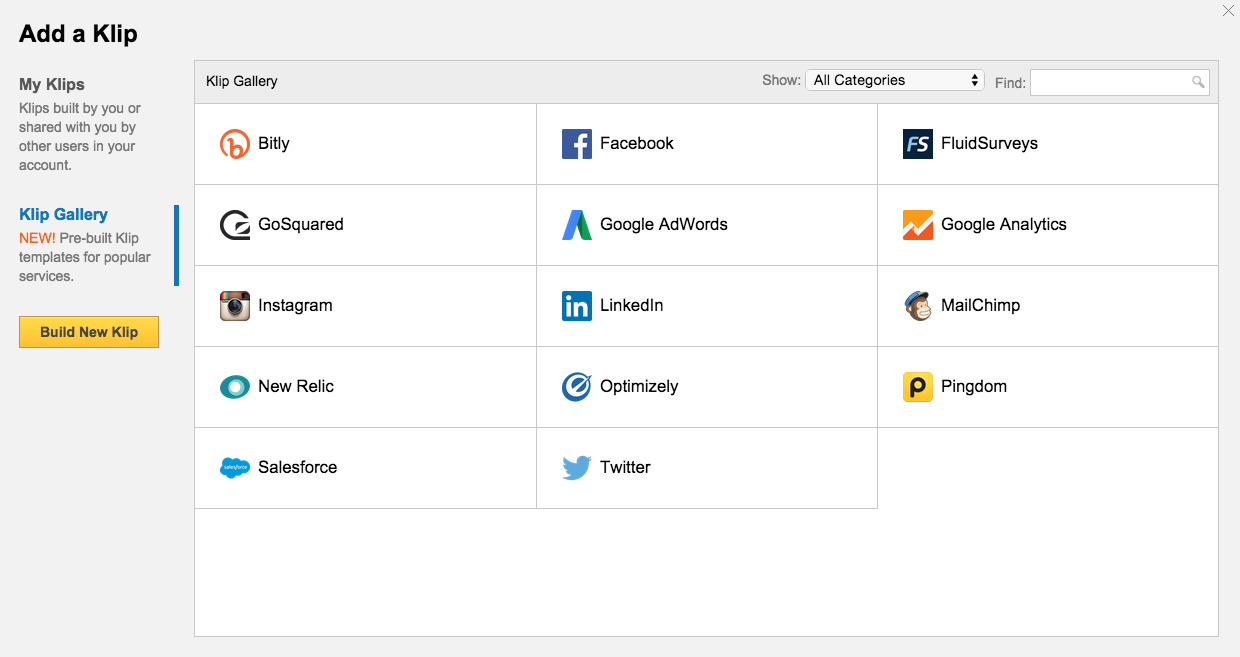 Add a Klip
My Klips
Klips built by you or
shared with you by
other users in your
account.
Klip Gallery
NEW! Pre-built Klip
templates for popular
services.
Build New Klip
Klip Gallery
Show: All Categories
Find:
Bitly
Facebook
FS FluidSurveys
GoSquared
Google AdWords
Google Analytics
Instagram
in LinkedIn
MailChimp
New Relic
Optimizely
Pingdom
salesforce Salesforce
Twitter